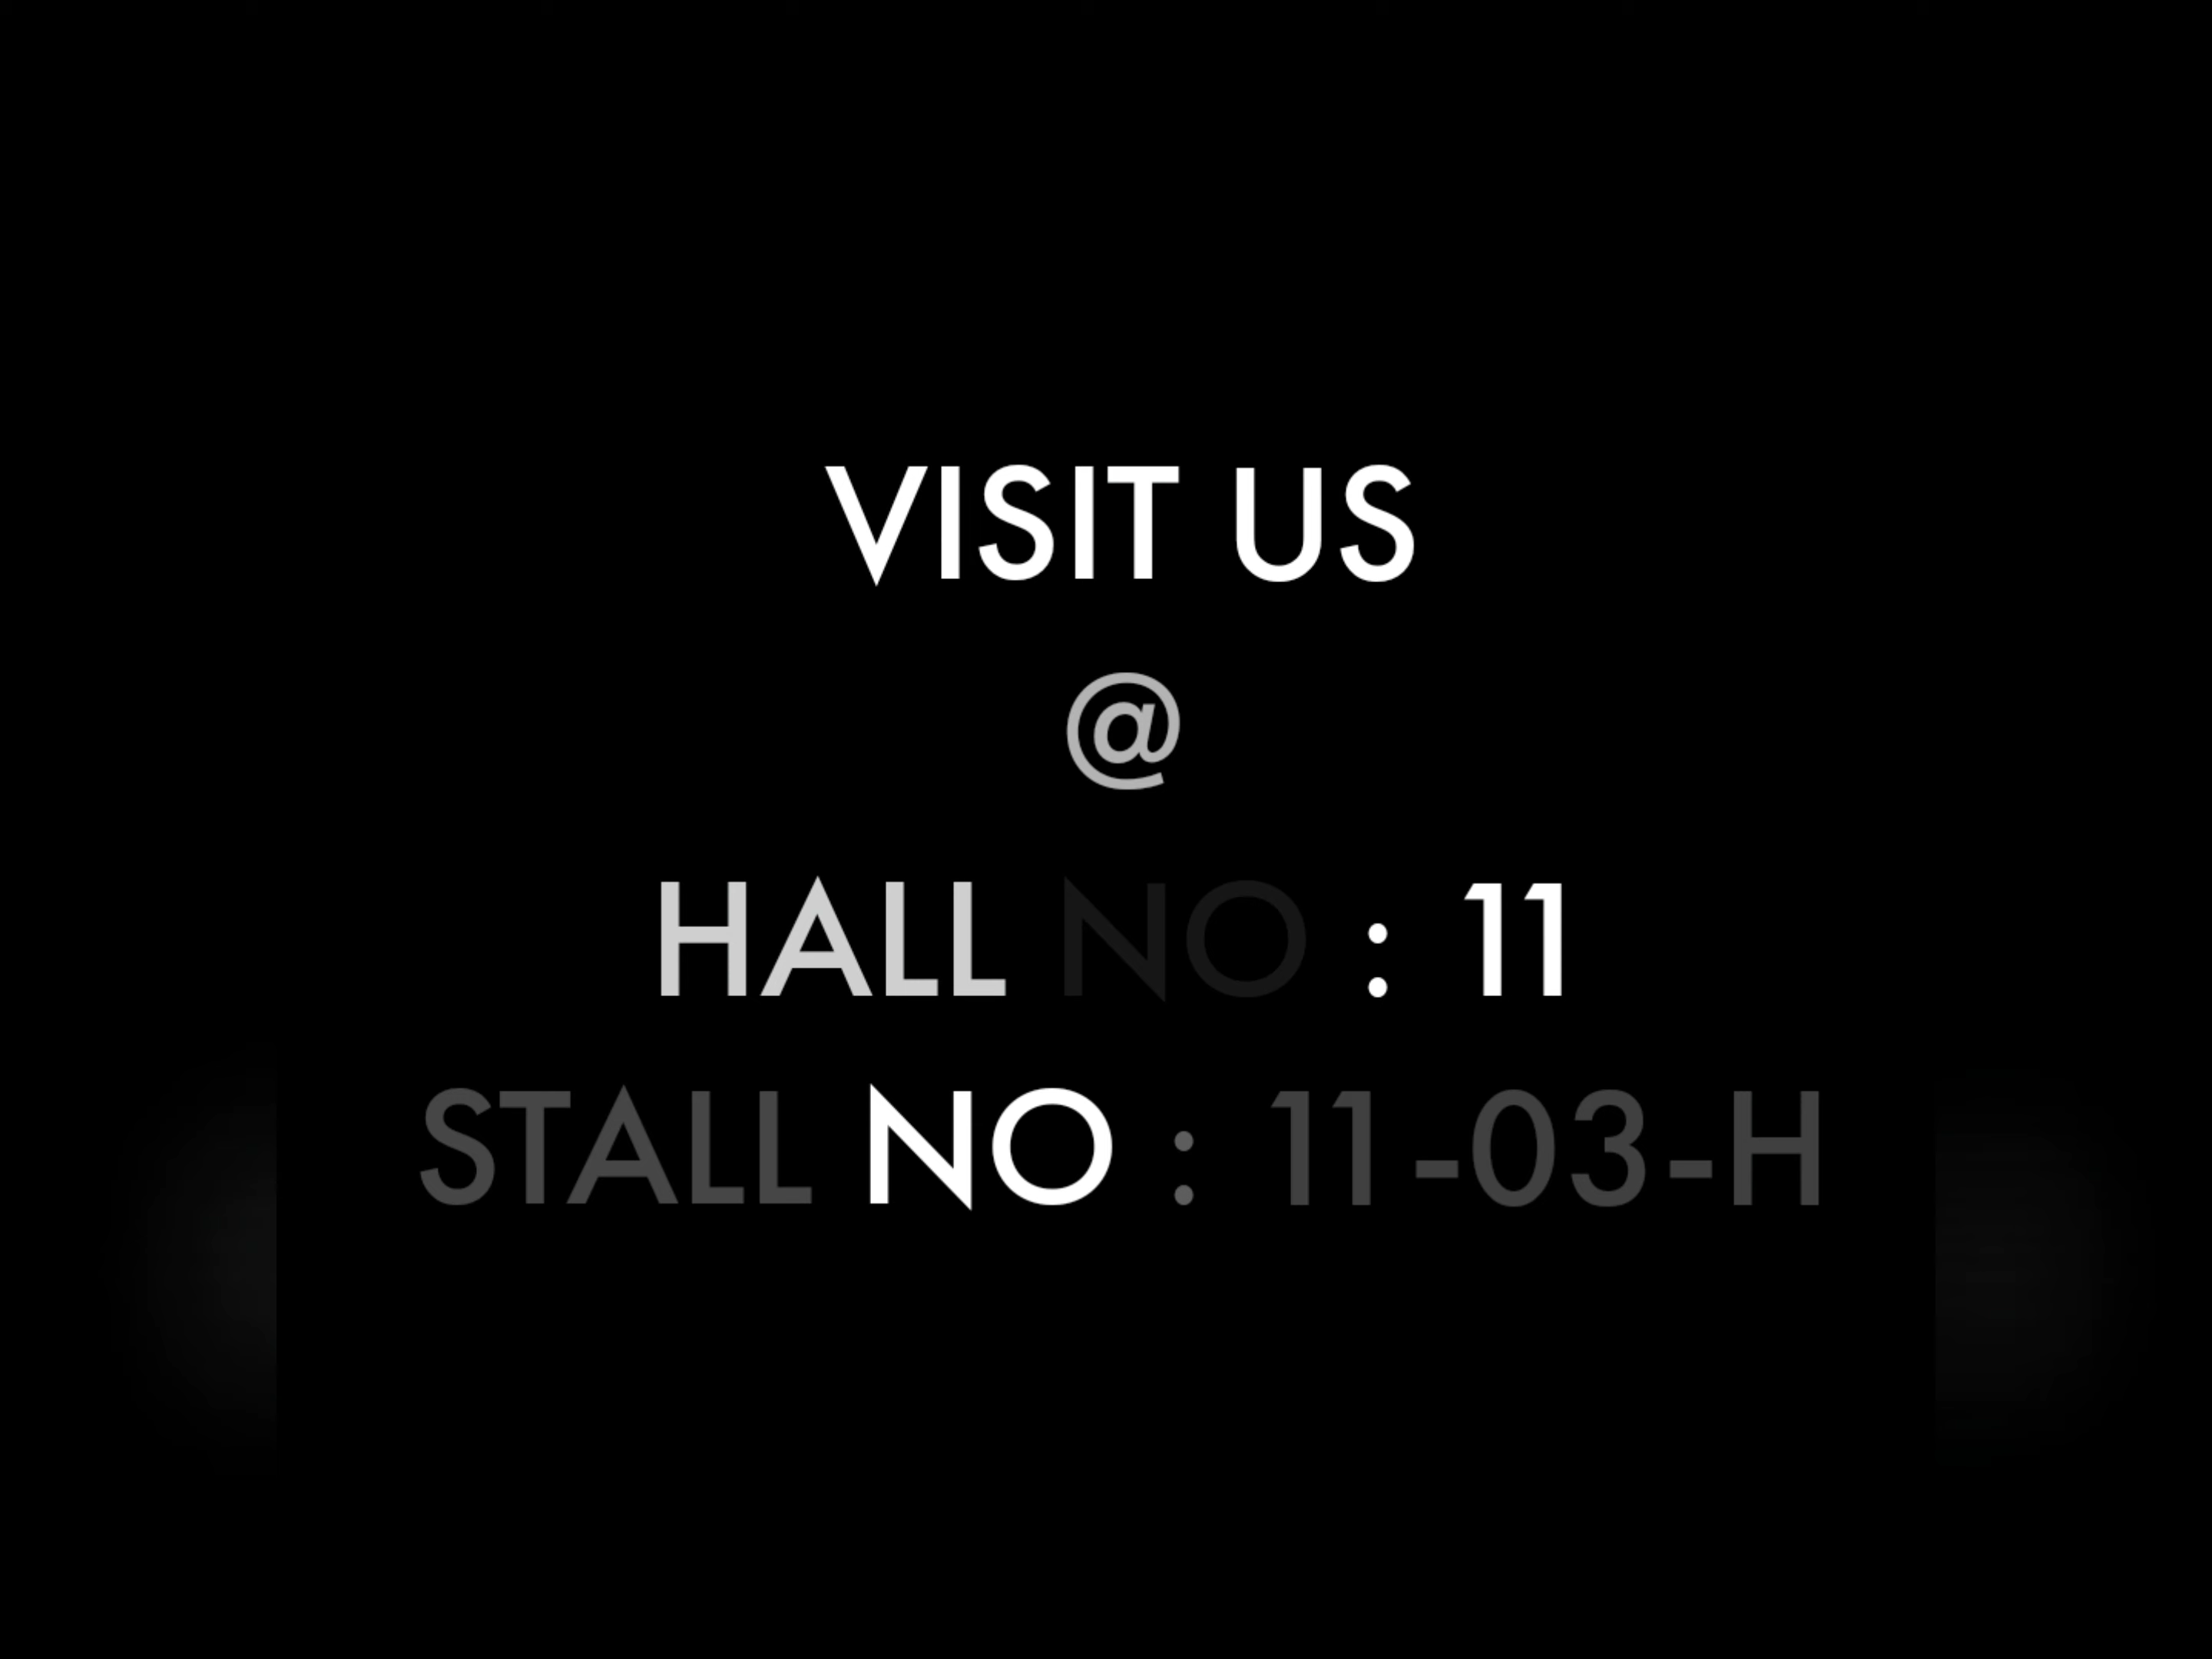 VISIT US
@
HALL NO : 11
STALL NO : 11-03-H